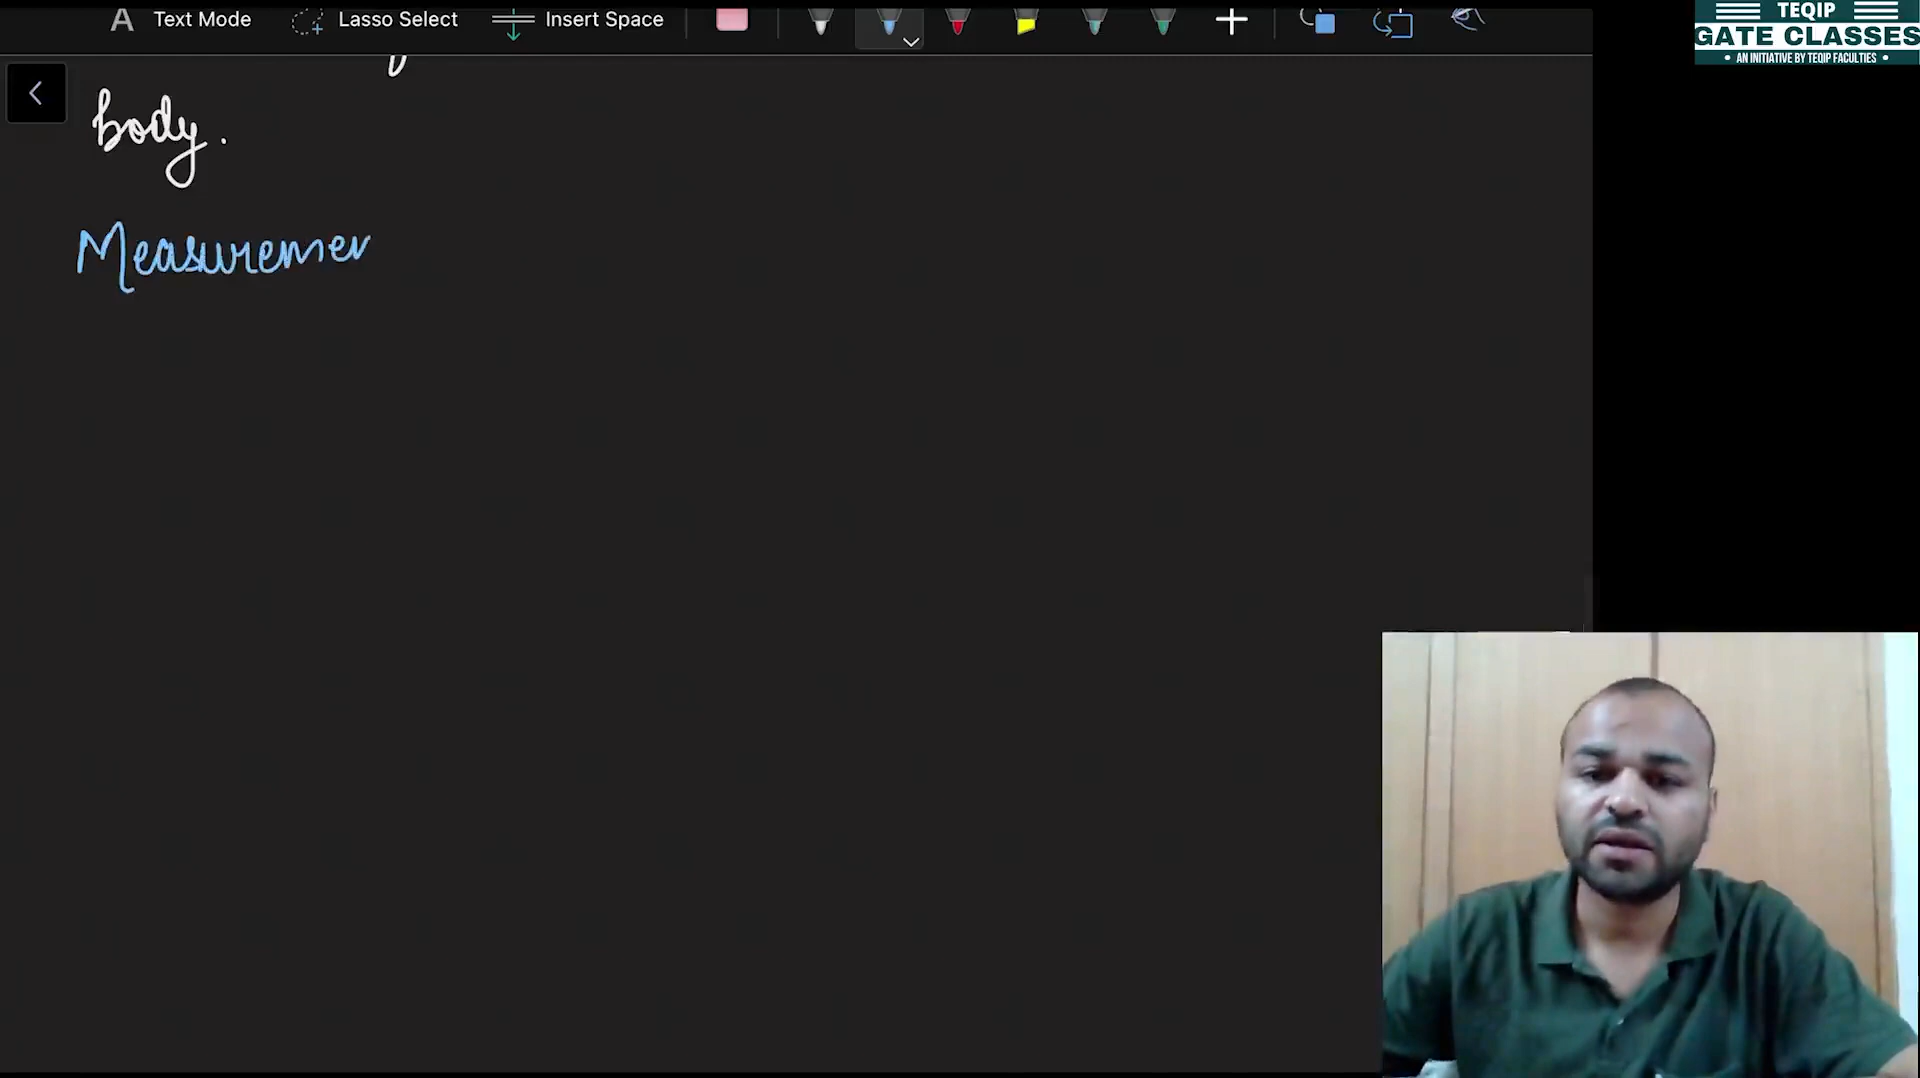 Text Mode Lasso Select Insert Space
TEQIP
GATE CLASSES
• AN INITIATIVE BY TEQIP FACULTIES •
body.
Measuremen